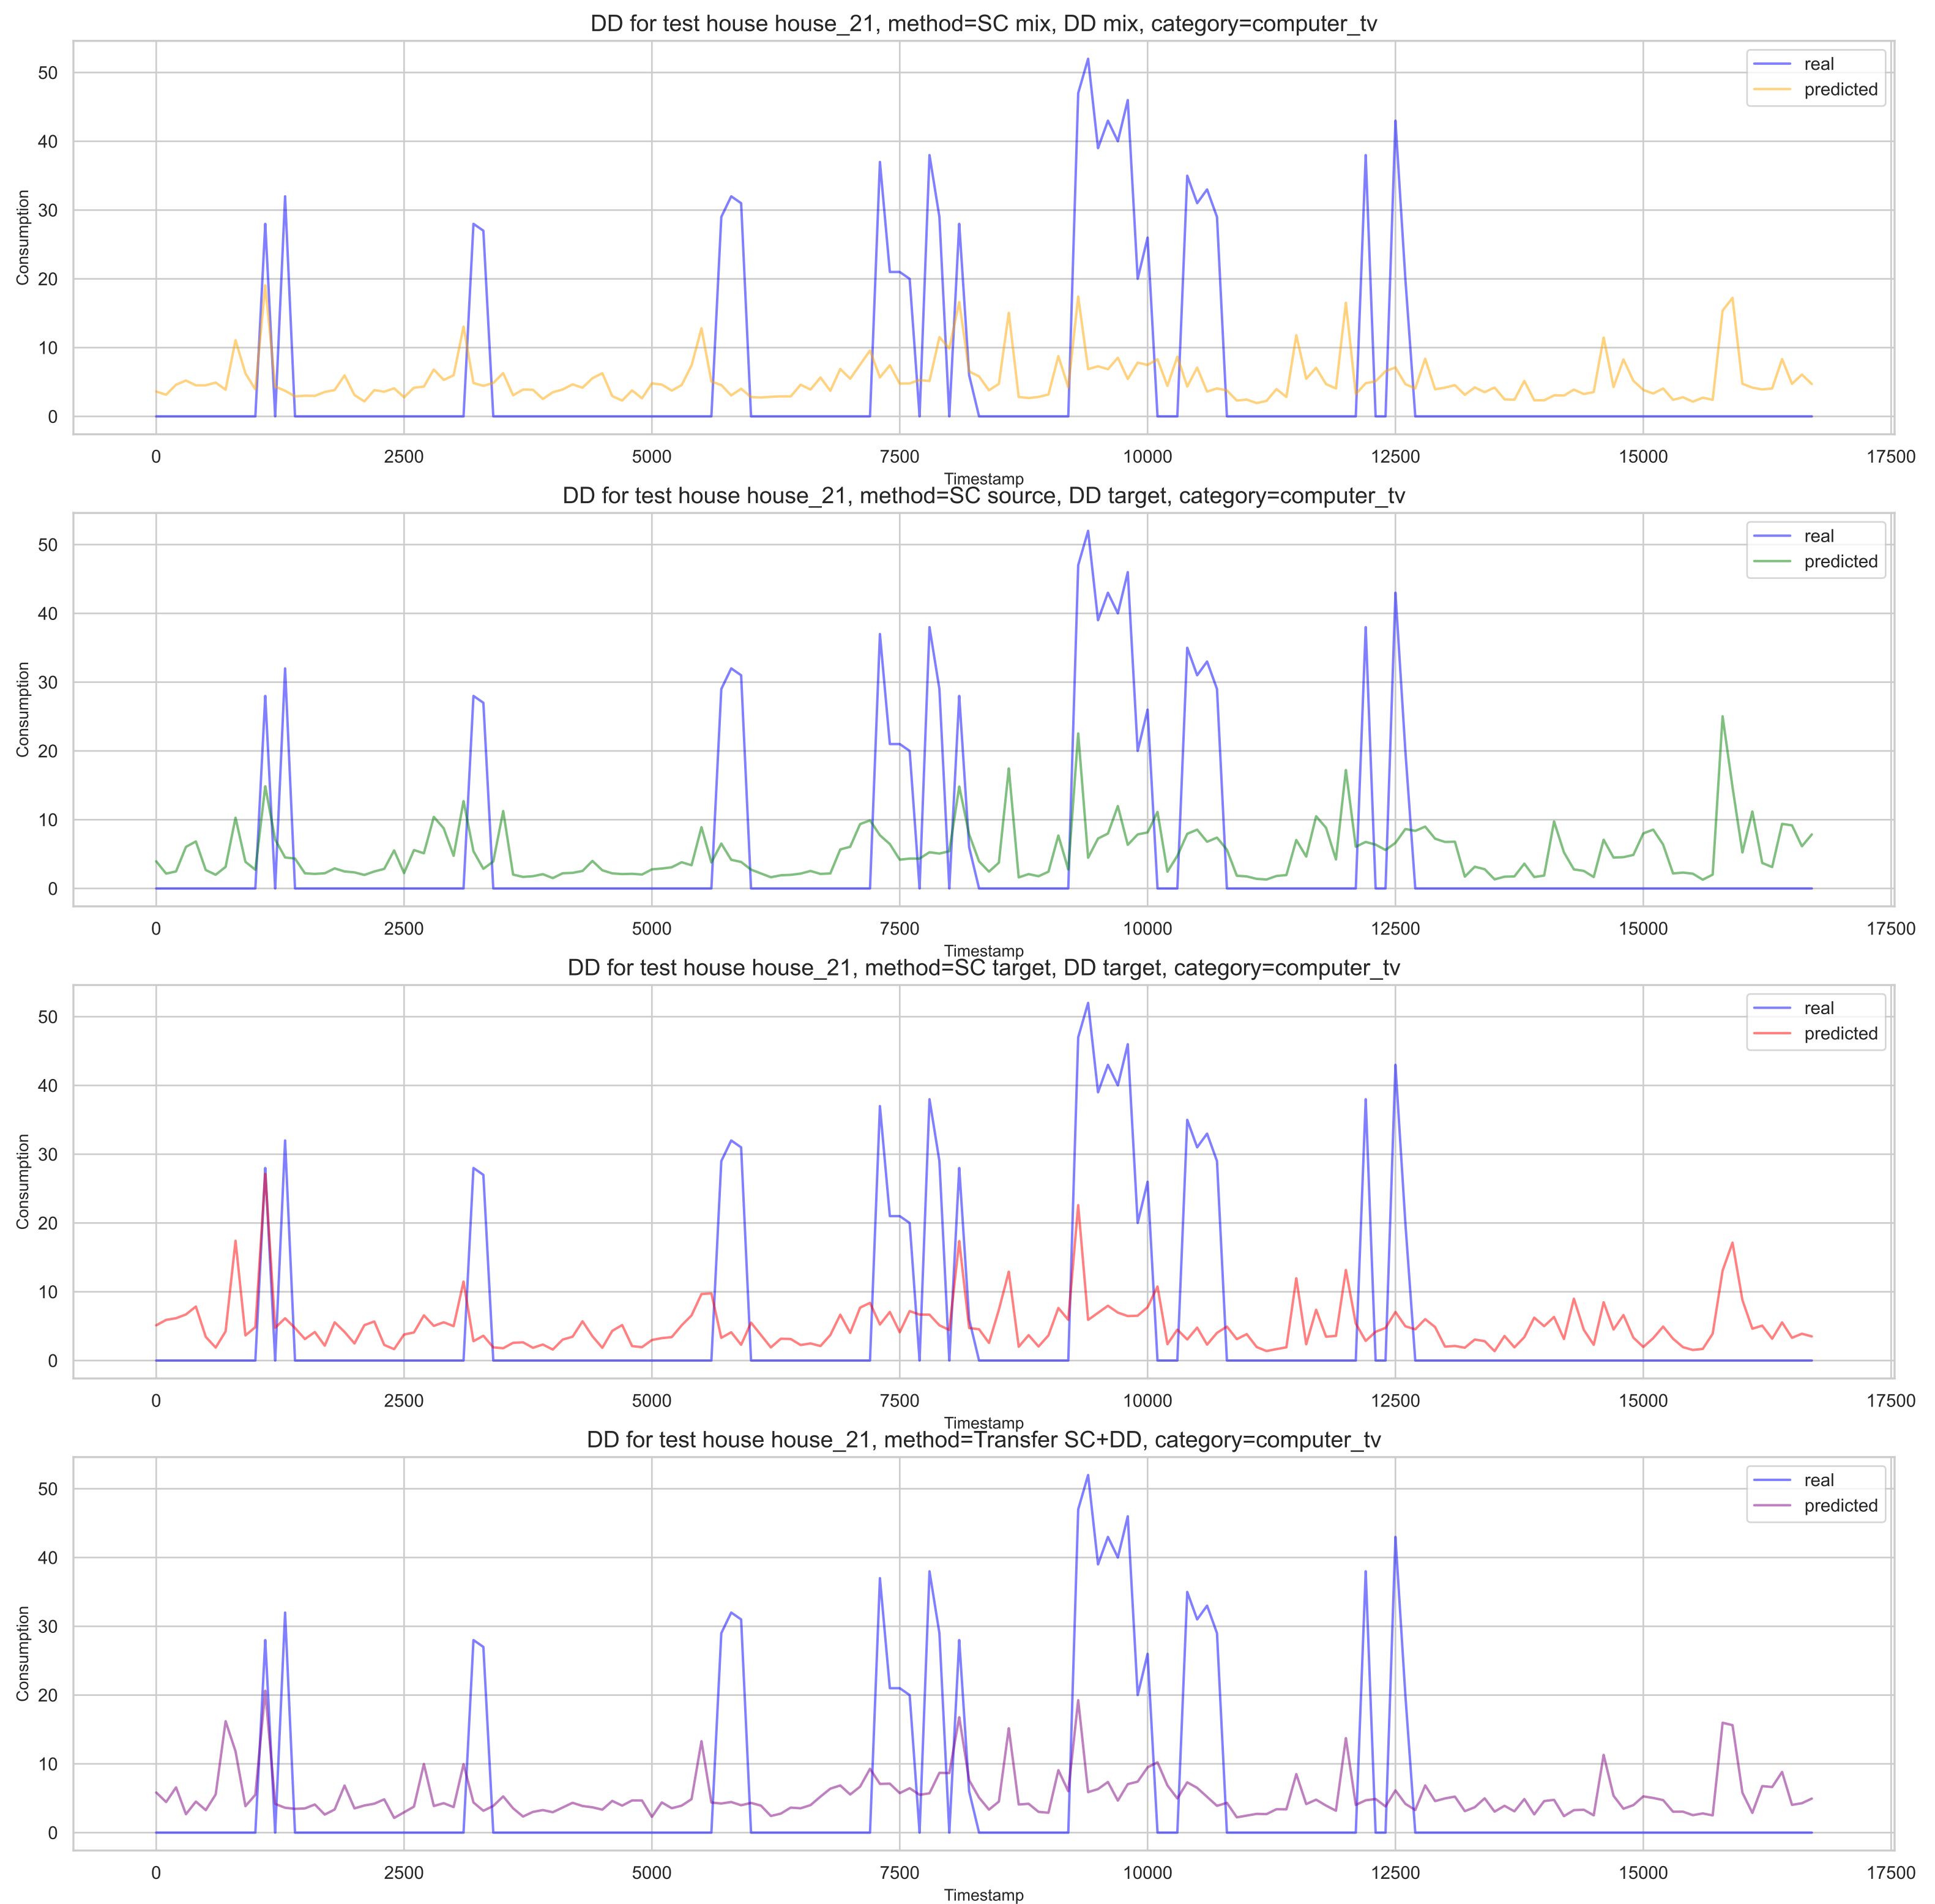 DD for test house house_21, method=SC mix, DD mix, category=computer_tv
real
predicted
Consumption
50
40
30
20
10
0
0 2500 5000 7500 10000 12500 15000 17500
Timestamp
DD for test house house_21, method=SC source, DD target, category=computer_tv
real
predicted
Consumption
50
40
30
20
10
0
0 2500 5000 7500 10000 12500 15000 17500
Timestamp
DD for test house house_21, method=SC target, DD target, category=computer_tv
real
predicted
Consumption
50
40
30
20
10
0
0 2500 5000 7500 10000 12500 15000 17500
Timestamp
DD for test house house_21, method=Transfer SC+DD, category=computer_tv
real
predicted
Consumption
50
40
30
20
10
0
0 2500 5000 7500 10000 12500 15000 17500
Timestamp